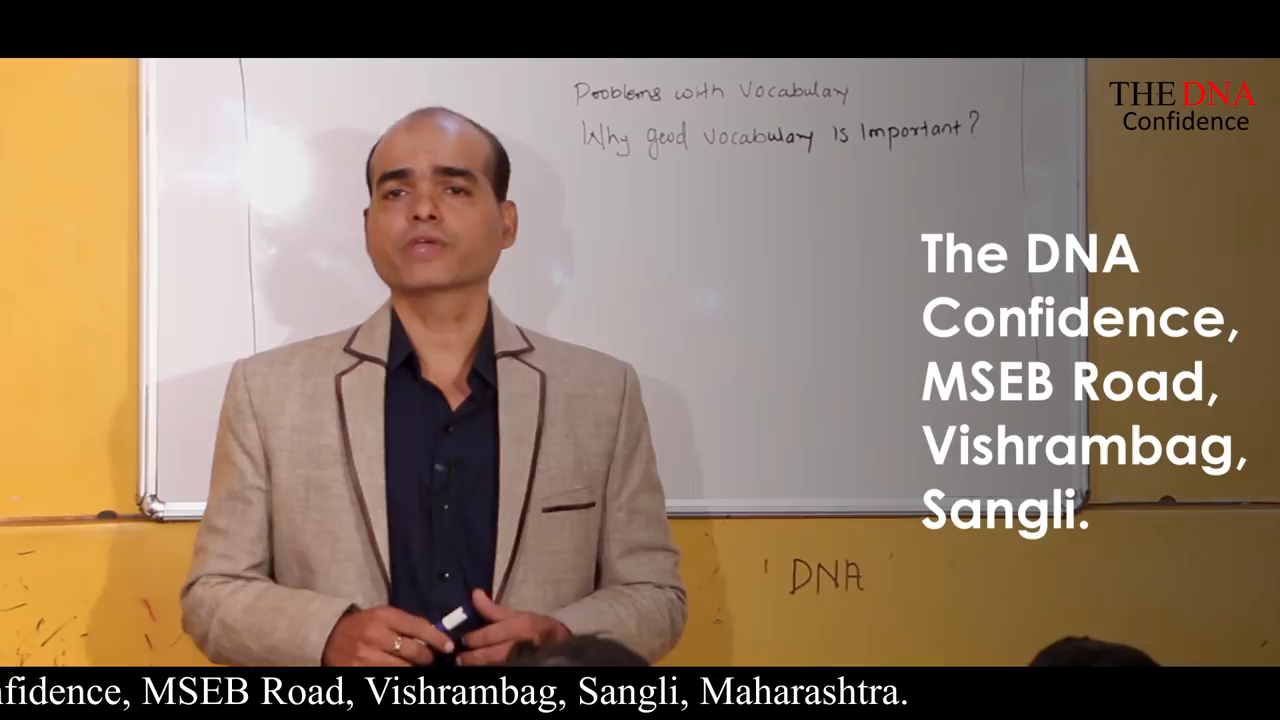 Problems with Vocabulary
Why good vocabulary is Important?
THE DNA
Confidence
The DNA
Confidence,
MSEB Road,
Vishrambag,
Sangli.
' DNA '
nfidence, MSEB Road, Vishrambag, Sangli, Maharashtra.